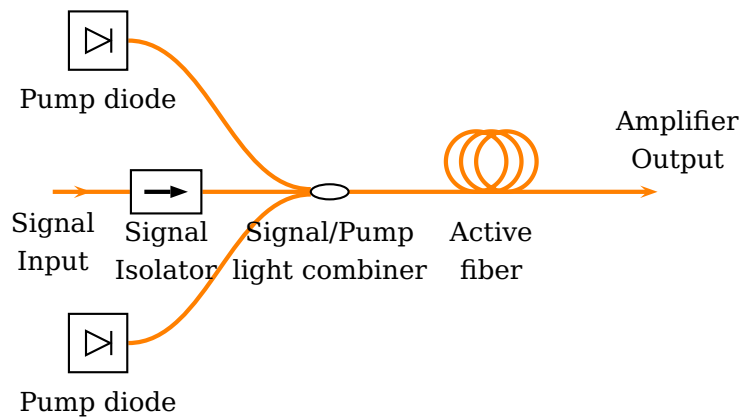 Pump diode
Amplifier
Output
Signal
Input
Signal
Isolator
Signal/Pump
light combiner
Active
fiber
Pump diode